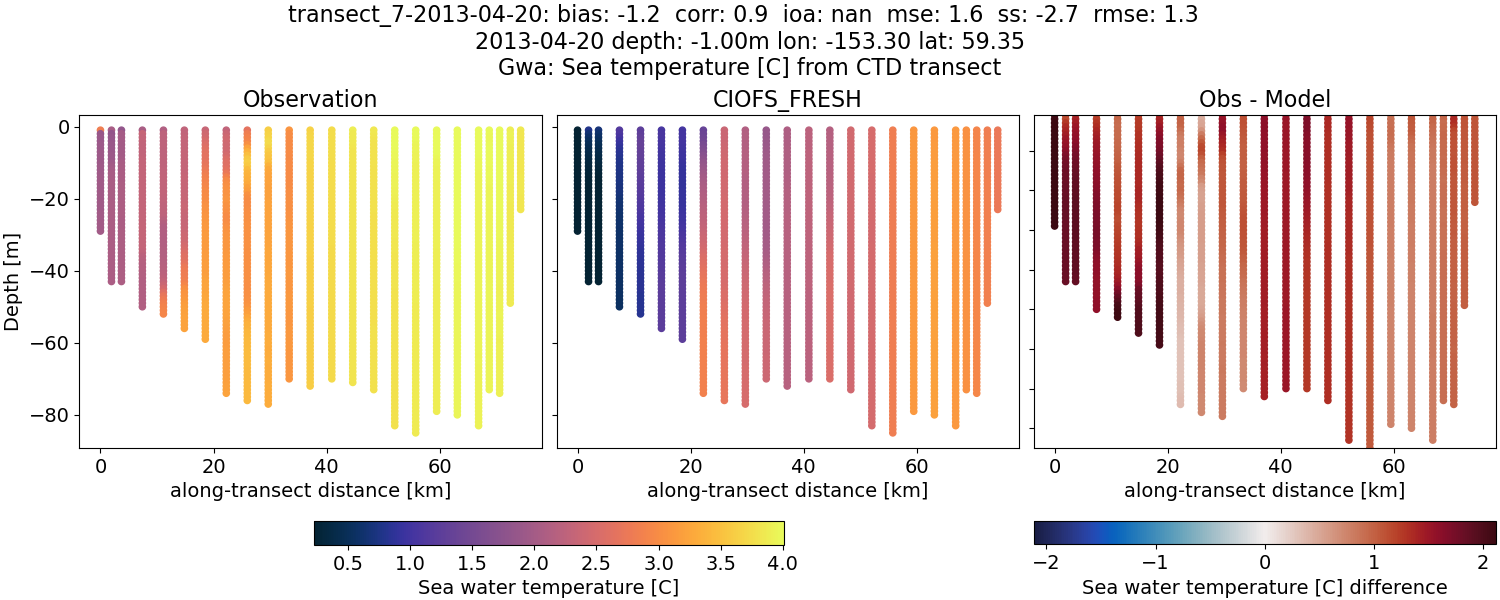 transect_7-2013-04-20: bias: -1.2  corr: 0.9  ioa: nan  mse: 1.6  ss: -2.7  rmse: 1.3
2013-04-20 depth: -1.00m lon: -153.30 lat: 59.35
Gwa: Sea temperature [C] from CTD transect
Observation
CIOFS_FRESH
Obs - Model
Depth [m]
0
−20
−40
−60
−80
0 20 40 60
0 20 40 60
0 20 40 60
along-transect distance [km]
along-transect distance [km]
along-transect distance [km]
0.5 1.0 1.5 2.0 2.5 3.0 3.5 4.0
Sea water temperature [C]
−2 −1 0 1 2
Sea water temperature [C] difference